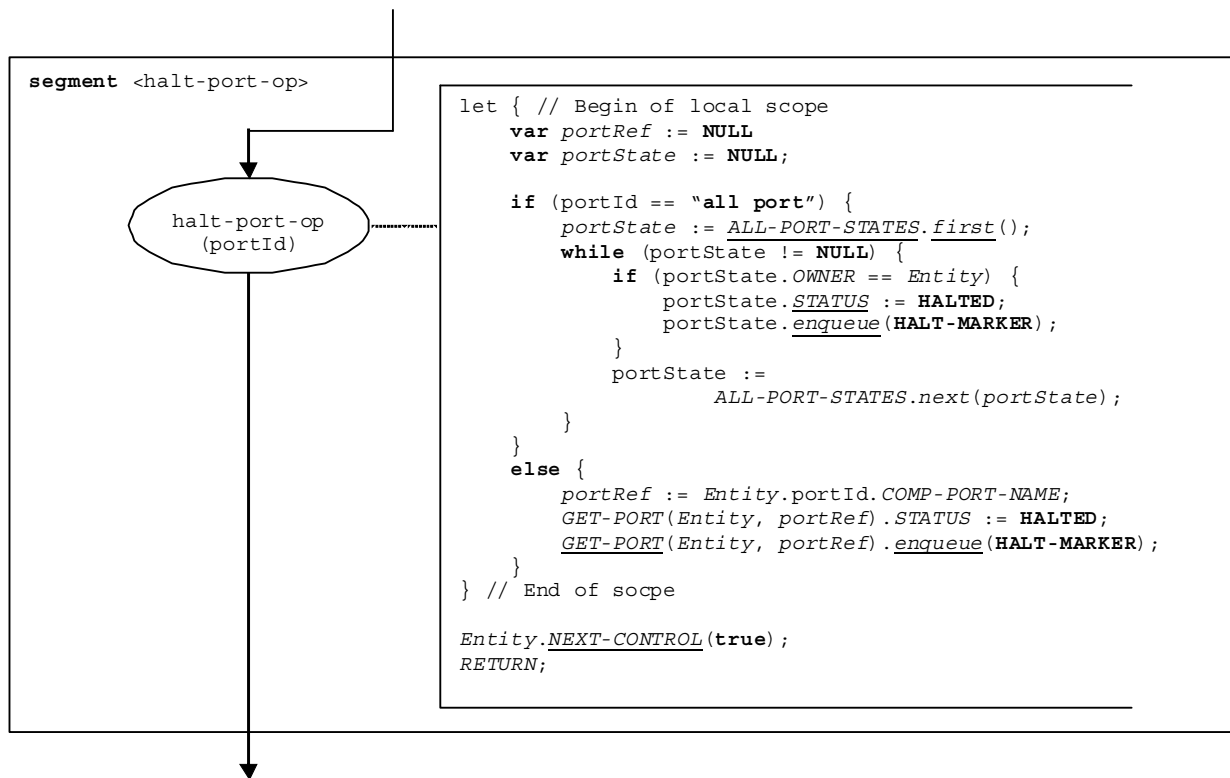 segment <halt-port-op>
halt-port-op
(portId)
let { // Begin of local scope
var portRef := NULL
var portState := NULL;
if (portId == “all port”) {
portState := ALL-PORT-STATES.first();
while (portState != NULL) {
if (portState.OWNER == Entity) {
portState.STATUS := HALTED;
portState.enqueue(HALT-MARKER);
}
portState :=
ALL-PORT-STATES.next(portState);
}
}
else {
portRef := Entity.portId.COMP-PORT-NAME;
GET-PORT(Entity, portRef).STATUS := HALTED;
GET-PORT(Entity, portRef).enqueue(HALT-MARKER);
}
} // End of socpe
Entity.NEXT-CONTROL(true);
RETURN;